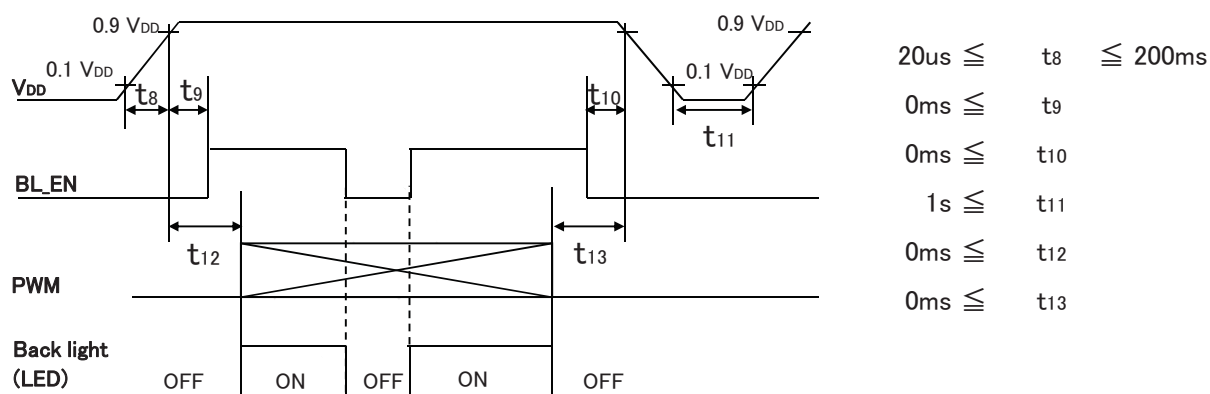 0.9 VDD
0.9 VDD
0.1 VDD
0.1 VDD
VDD
t8
t9
t10
t11
BL_EN
t12
t13
PWM
Back light
(LED)
OFF
ON
OFF
ON
OFF
20us ≦ t8 ≦ 200ms
0ms ≦ t9
0ms ≦ t10
1s ≦ t11
0ms ≦ t12
0ms ≦ t13